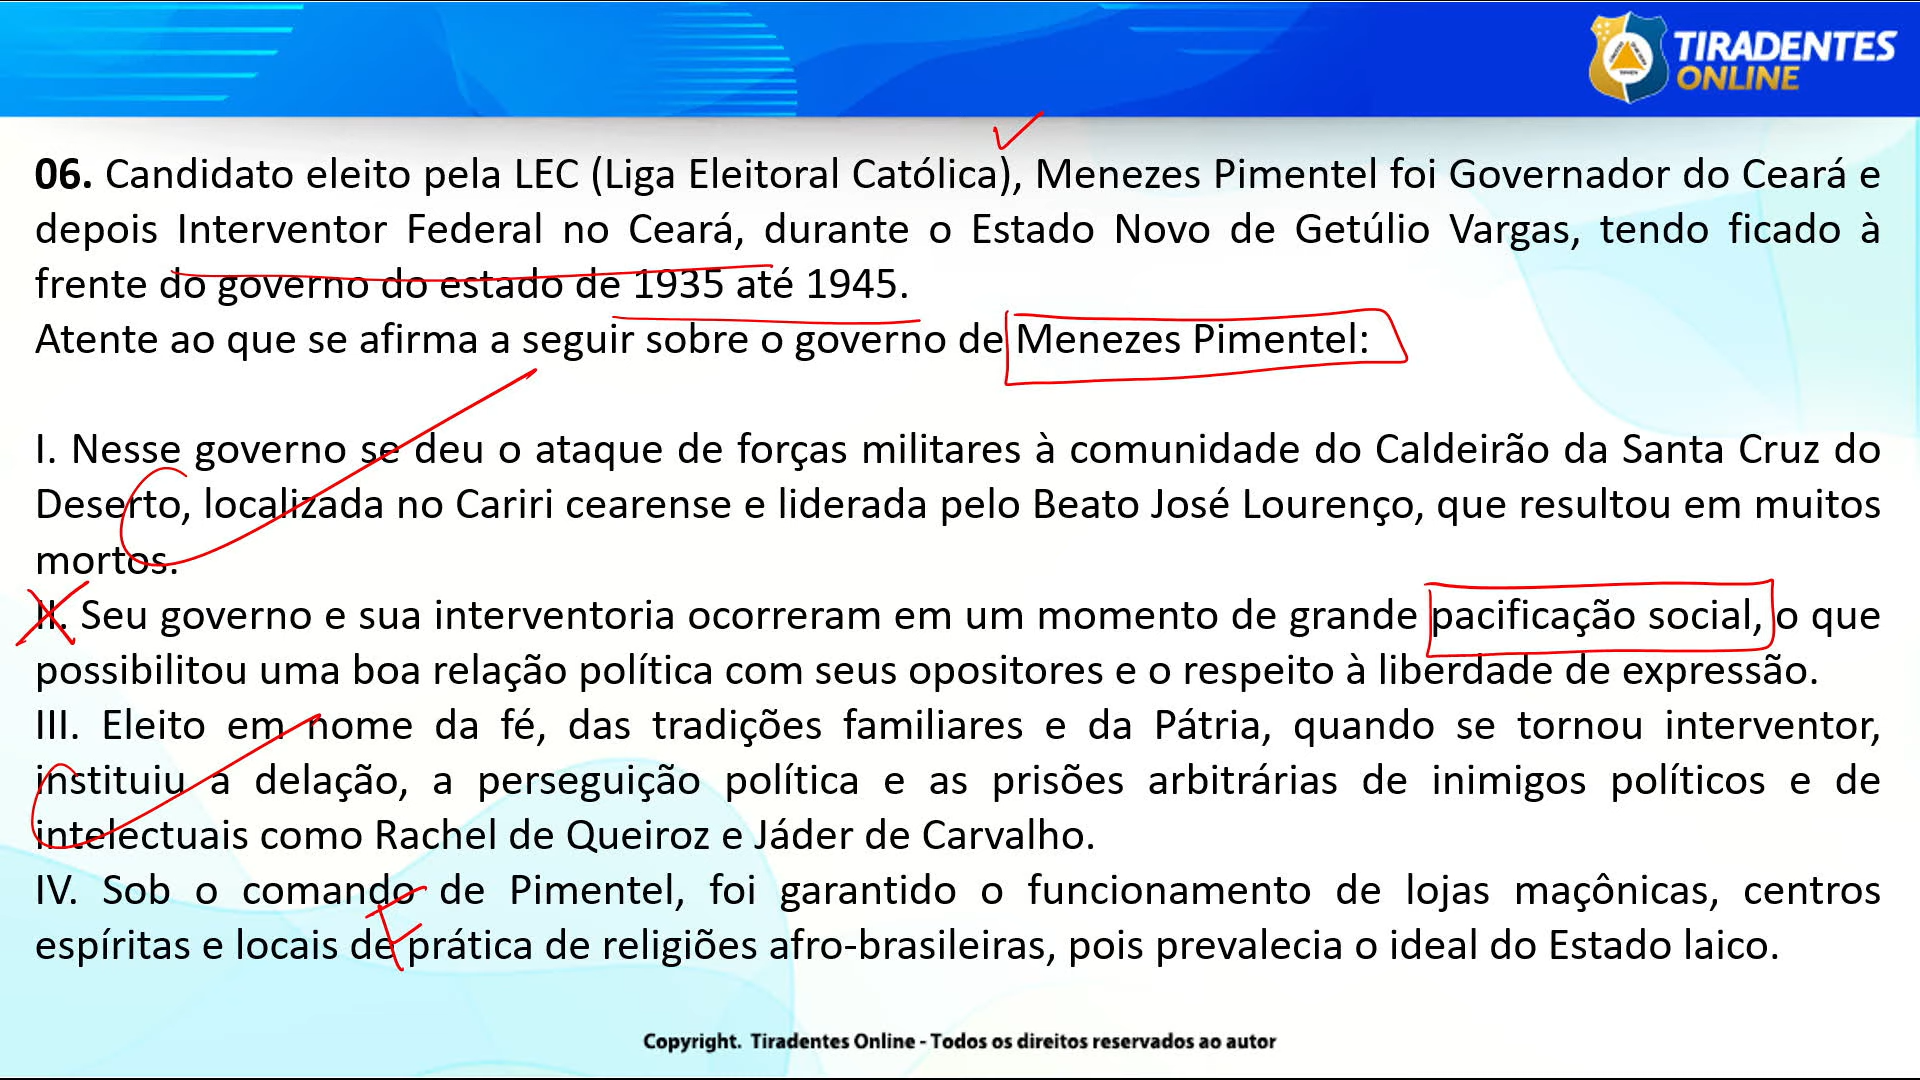 TIRADENTES
ONLINE
06. Candidato eleito pela LEC (Liga Eleitoral Católica), Menezes Pimentel foi Governador do Ceará e
depois Interventor Federal no Ceará, durante o Estado Novo de Getúlio Vargas, tendo ficado à
frente do governo do estado de 1935 até 1945.
Atente ao que se afirma a seguir sobre o governo de Menezes Pimentel:
I. Nesse governo se deu o ataque de forças militares à comunidade do Caldeirão da Santa Cruz do
Deserto, localizada no Cariri cearense e liderada pelo Beato José Lourenço, que resultou em muitos
mortos.
II. Seu governo e sua interventoria ocorreram em um momento de grande pacificação social, o que
possibilitou uma boa relação política com seus opositores e o respeito à liberdade de expressão.
III. Eleito em nome da fé, das tradições familiares e da Pátria, quando se tornou interventor,
instituiu a delação, a perseguição política e as prisões arbitrárias de inimigos políticos e de
intelectuais como Rachel de Queiroz e Jáder de Carvalho.
IV. Sob o comando de Pimentel, foi garantido o funcionamento de lojas maçônicas, centros
F
espíritas e locais de prática de religiões afro-brasileiras, pois prevalecia o ideal do Estado laico.
Copyright. Tiradentes Online - Todos os direitos reservados ao autor